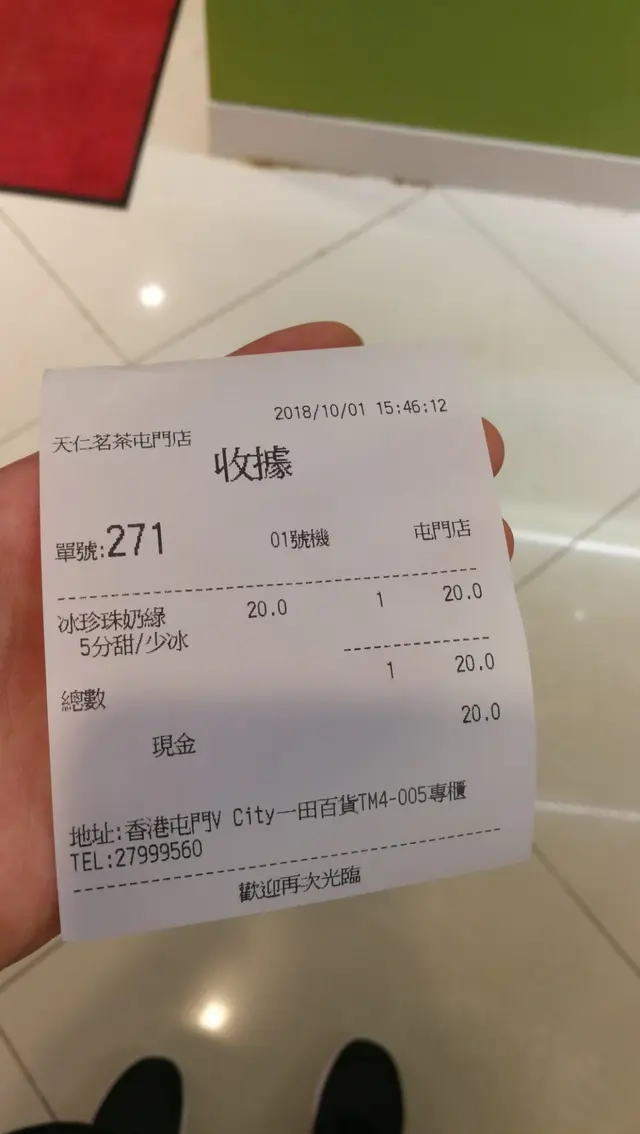 2018/10/01 15:46:12
天仁茗茶屯門店
收據
單號:271 01號機 屯門店
冰珍珠奶綠 20.0 1 20.0
5分甜/少冰
1 20.0
總數
20.0
現金
地址:香港屯門V City一田百貨TM4-005專櫃
TEL:27999560
歡迎再次光臨